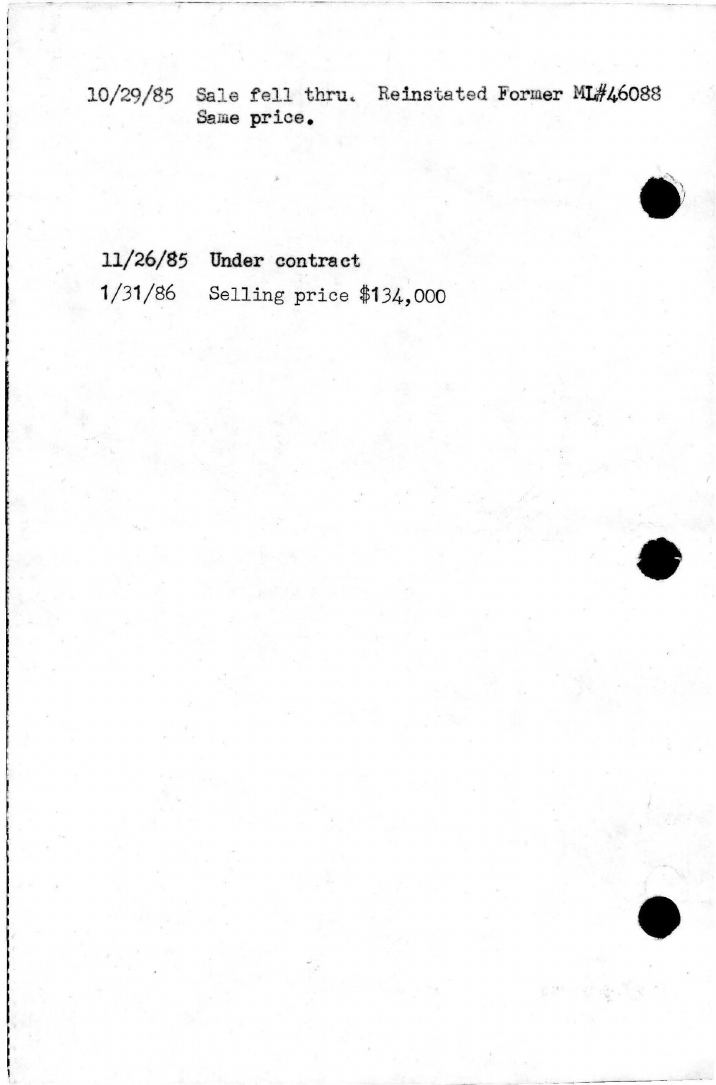 10/29/85 Sale fell thru. Reinstated Former ML#46088
Same price.
11/26/85 Under contract
1/31/86 Selling price $134,000